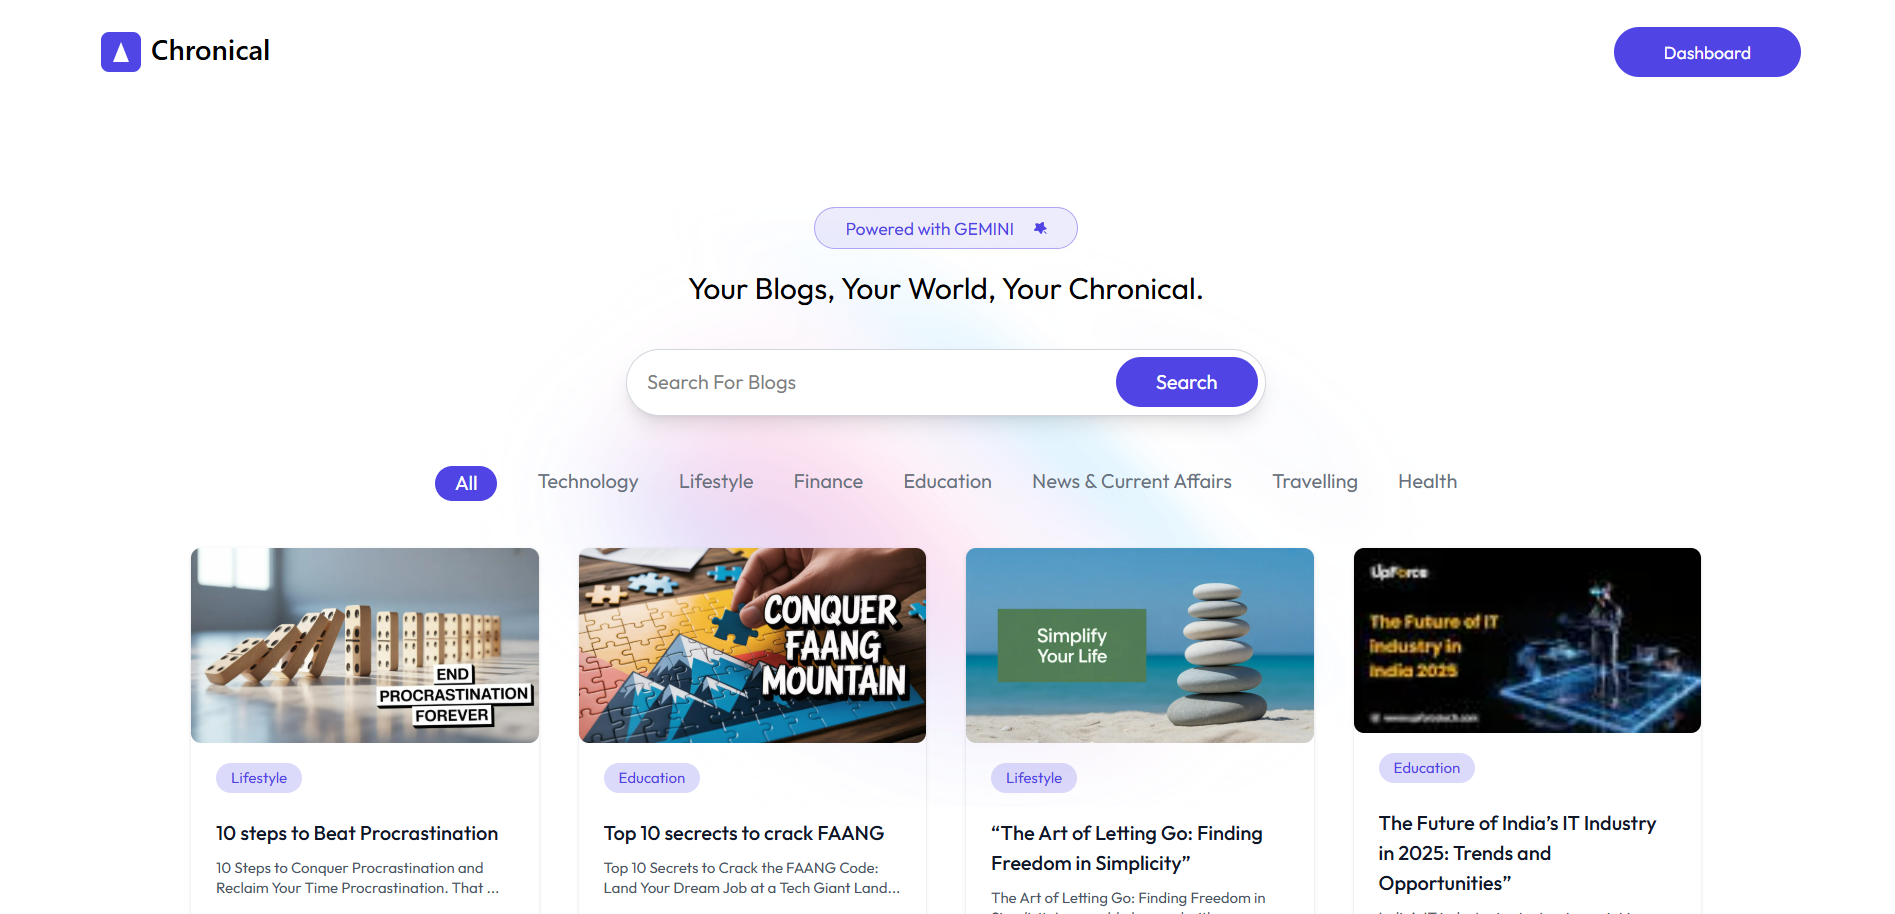 Chronical
Dashboard
Powered with GEMINI
Your Blogs, Your World, Your Chronical.
Search For Blogs
Search
All
Technology
Lifestyle
Finance
Education
News & Current Affairs
Travelling
Health
END
PROCRASTINATION
FOREVER
Lifestyle
10 steps to Beat Procrastination
10 Steps to Conquer Procrastination and
Reclaim Your Time Procrastination. That ...
CONQUER
FAANG
MOUNTAIN
Education
Top 10 secrects to crack FAANG
Top 10 Secrets to Crack the FAANG Code:
Land Your Dream Job at a Tech Giant Land...
Simplify
Your Life
Lifestyle
“The Art of Letting Go: Finding
Freedom in Simplicity”
The Art of Letting Go: Finding Freedom in
UpForce
The Future of IT
Industry in
India 2025
Education
The Future of India’s IT Industry
in 2025: Trends and
Opportunities”